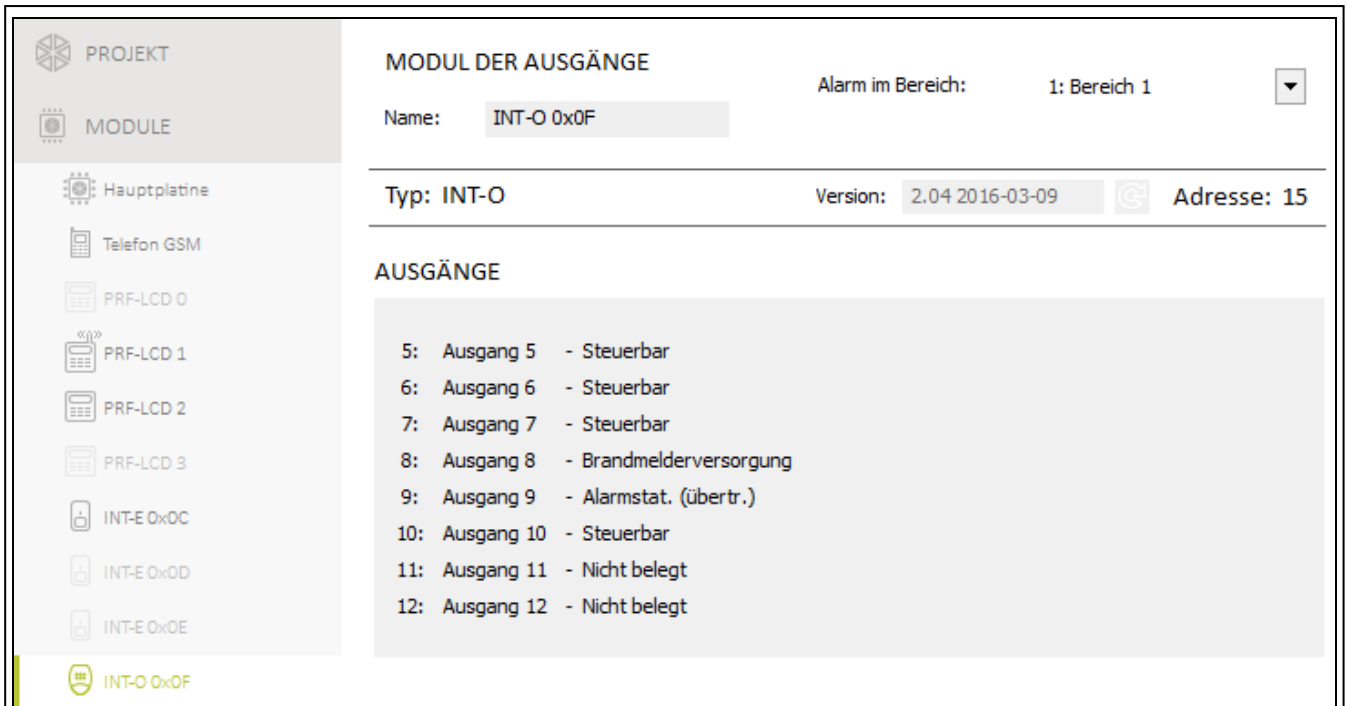 PROJEKT
MODULE
Hauptplatine
Telefon GSM
PRF-LCD 0
PRF-LCD 1
PRF-LCD 2
PRF-LCD 3
INT-E 0x0C
INT-E 0x0D
INT-E 0x0E
INT-O 0x0F
MODUL DER AUSGÄNGE
Alarm im Bereich: 1: Bereich 1
Name: INT-O 0x0F
Typ: INT-O Version: 2.04 2016-03-09 Adresse: 15
AUSGÄNGE
5: Ausgang 5 - Steuerbar
6: Ausgang 6 - Steuerbar
7: Ausgang 7 - Steuerbar
8: Ausgang 8 - Brandmelderversorgung
9: Ausgang 9 - Alarmstat. (übertr.)
10: Ausgang 10 - Steuerbar
11: Ausgang 11 - Nicht belegt
12: Ausgang 12 - Nicht belegt